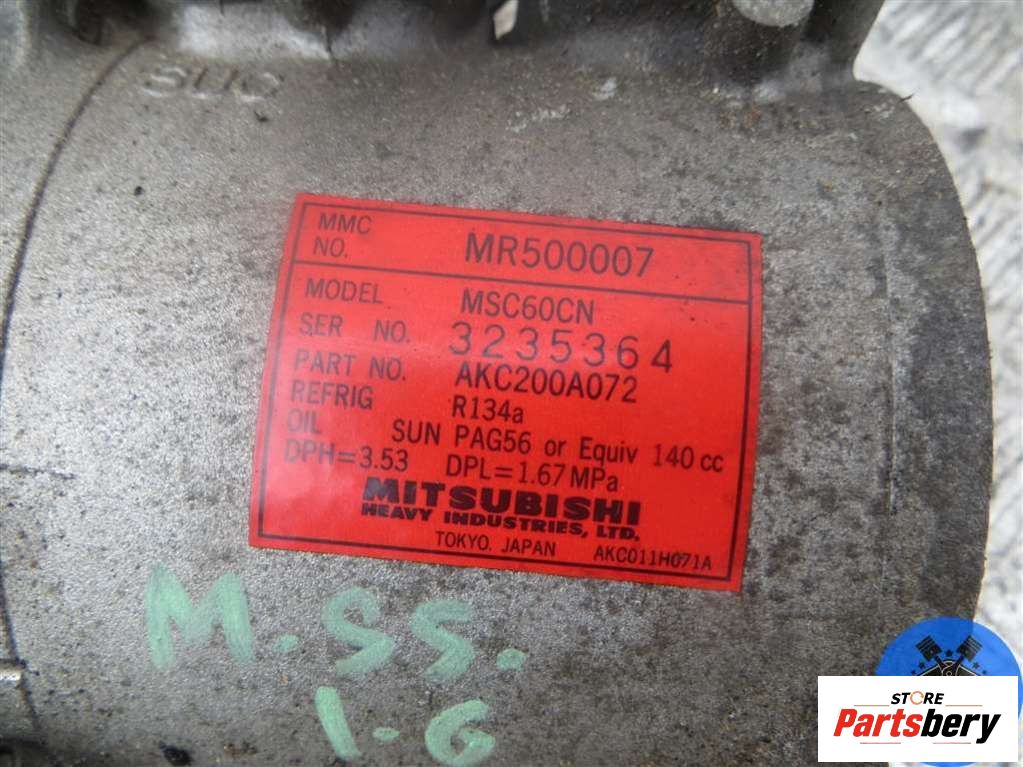 SUC
MMC NO. MR500007
MODEL MSC60CN
SER NO. 3235364
PART NO. AKC200A072
REFRIG R134a
OIL SUN PAG56 or Equiv 140 cc
DPH=3.53 DPL=1.67 MPa
MITSUBISHI
HEAVY INDUSTRIES, LTD.
TOKYO. JAPAN AKC011H071A
M.SS.
1.6
STORE
Partsbery